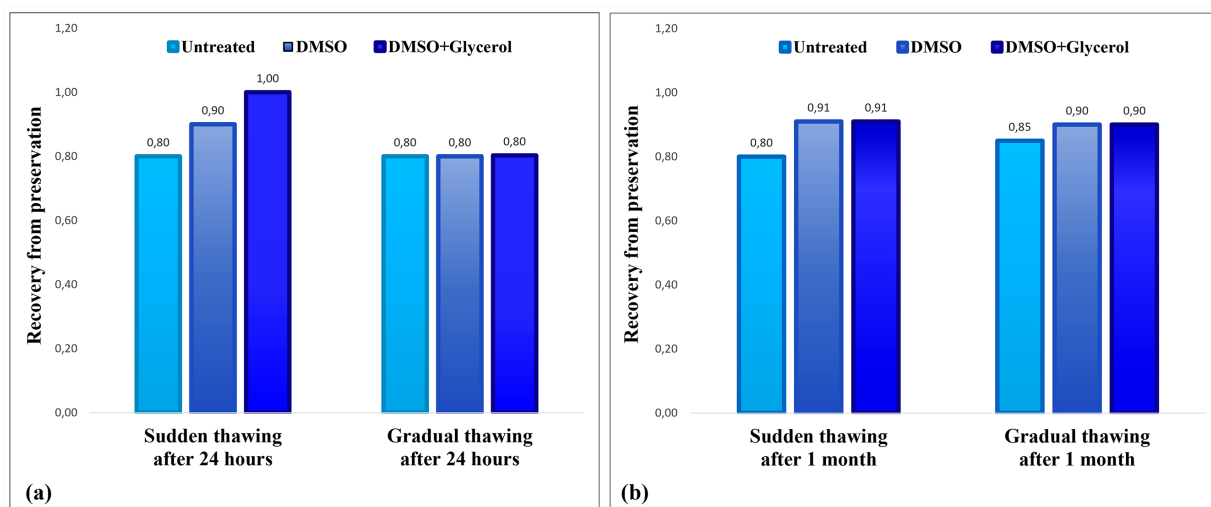 1,20
1,00
0,80
0,60
0,40
0,20
0,00
Recovery from preservation
Untreated DMSO DMSO+Glycerol
0,80 0,90 1,00
0,80 0,80 0,80
Sudden thawing
after 24 hours
Gradual thawing
after 24 hours
(a)
1,20
1,00
0,80
0,60
0,40
0,20
0,00
Recovery from preservation
Untreated DMSO DMSO+Glycerol
0,80 0,91 0,91
0,85 0,90 0,90
Sudden thawing
after 1 month
Gradual thawing
after 1 month
(b)